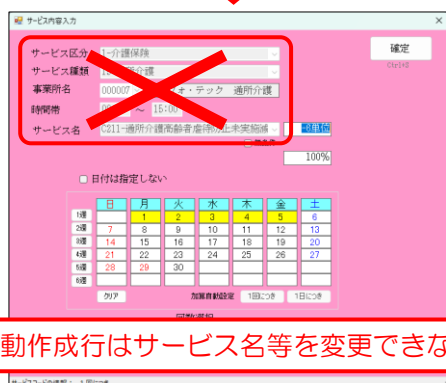 サービス内容入力
サービス区分 1-介護保険
確定
Ctrl+Z
サービス種類
事業所名 000007 ォ・テック 通所介護
時間帯 ～ 15:00
サービス名 C211-通所介護高齢者虐待防止未実施減
100%
日付は指定しない
日 月 火 水 木 金 土
1週 1 2 3 4 5 6
2週 7 8 9 10 11 12 13
3週 14 15 16 17 18 19 20
4週 21 22 23 24 25 26 27
5週 28 29 30
6週
クリア 加算自動設定 1回につき 1日につき
動作成行はサービス名等を変更できな